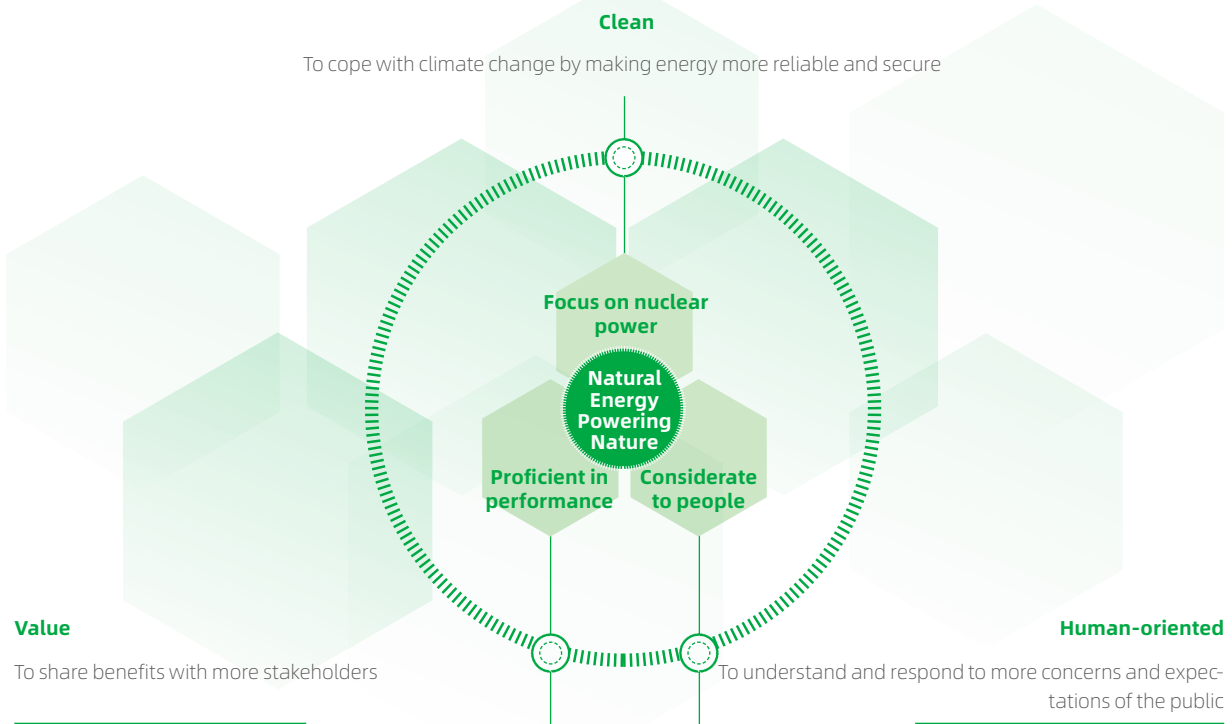 Clean
To cope with climate change by making energy more reliable and secure
Focus on nuclear
power
Natural
Energy
Powering
Nature
Proficient in
performance
Considerate
to people
Value
To share benefits with more stakeholders
Human-oriented
To understand and respond to more concerns and expec-
tations of the public